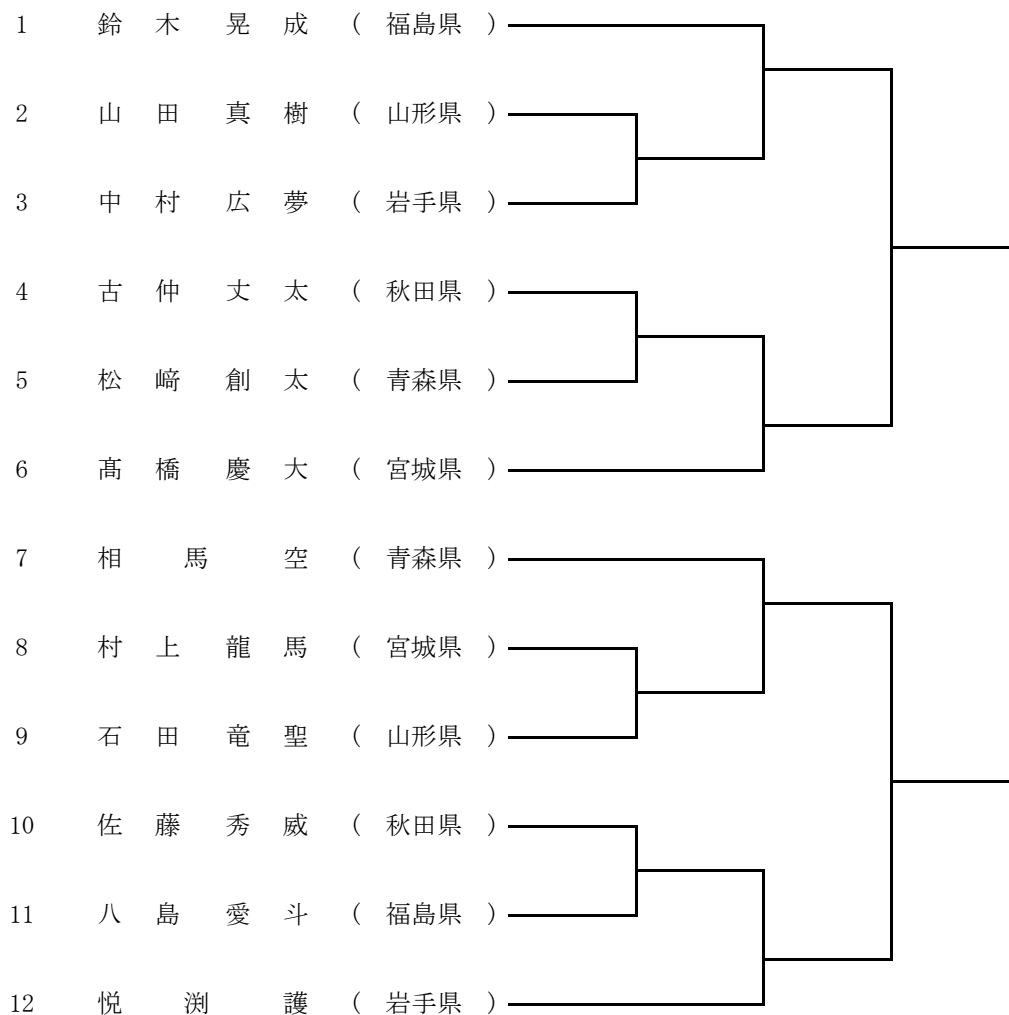 1 鈴木 晃成 ( 福島県 )
2 山田 真樹 ( 山形県 )
3 中村 広夢 ( 岩手県 )
4 古仲 丈太 ( 秋田県 )
5 松﨑 創太 ( 青森県 )
6 髙橋 慶大 ( 宮城県 )
7 相馬 空 ( 青森県 )
8 村上 龍馬 ( 宮城県 )
9 石田 竜聖 ( 山形県 )
10 佐藤 秀威 ( 秋田県 )
11 八島 愛斗 ( 福島県 )
12 悦渕 護 ( 岩手県 )